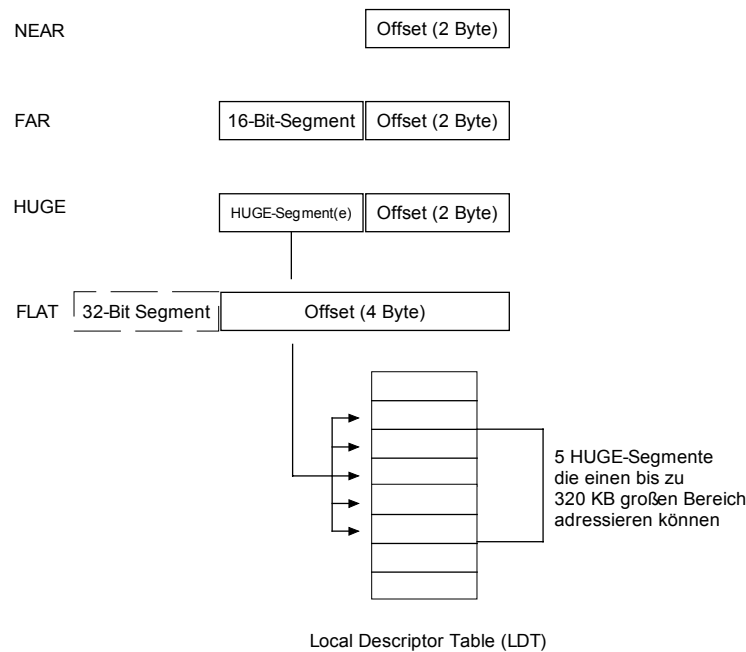 NEAR
Offset (2 Byte)
FAR
16-Bit-Segment
Offset (2 Byte)
HUGE
HUGE-Segment(e)
Offset (2 Byte)
FLAT
32-Bit Segment
Offset (4 Byte)
5 HUGE-Segmente
die einen bis zu
320 KB großen Bereich
adressieren können
Local Descriptor Table (LDT)